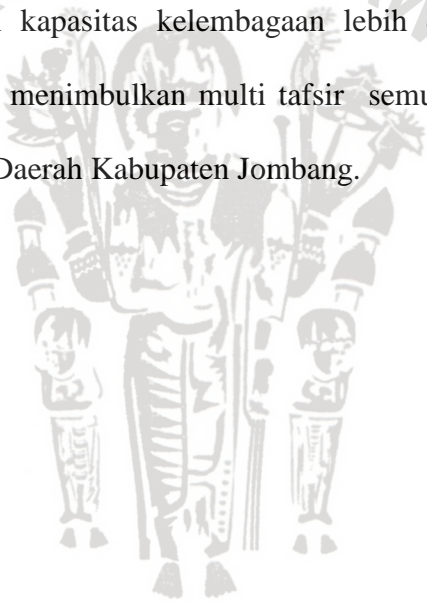 kapasitas kelembagaan lebih
menimbulkan multi tafsir semu
Daerah Kabupaten Jombang.